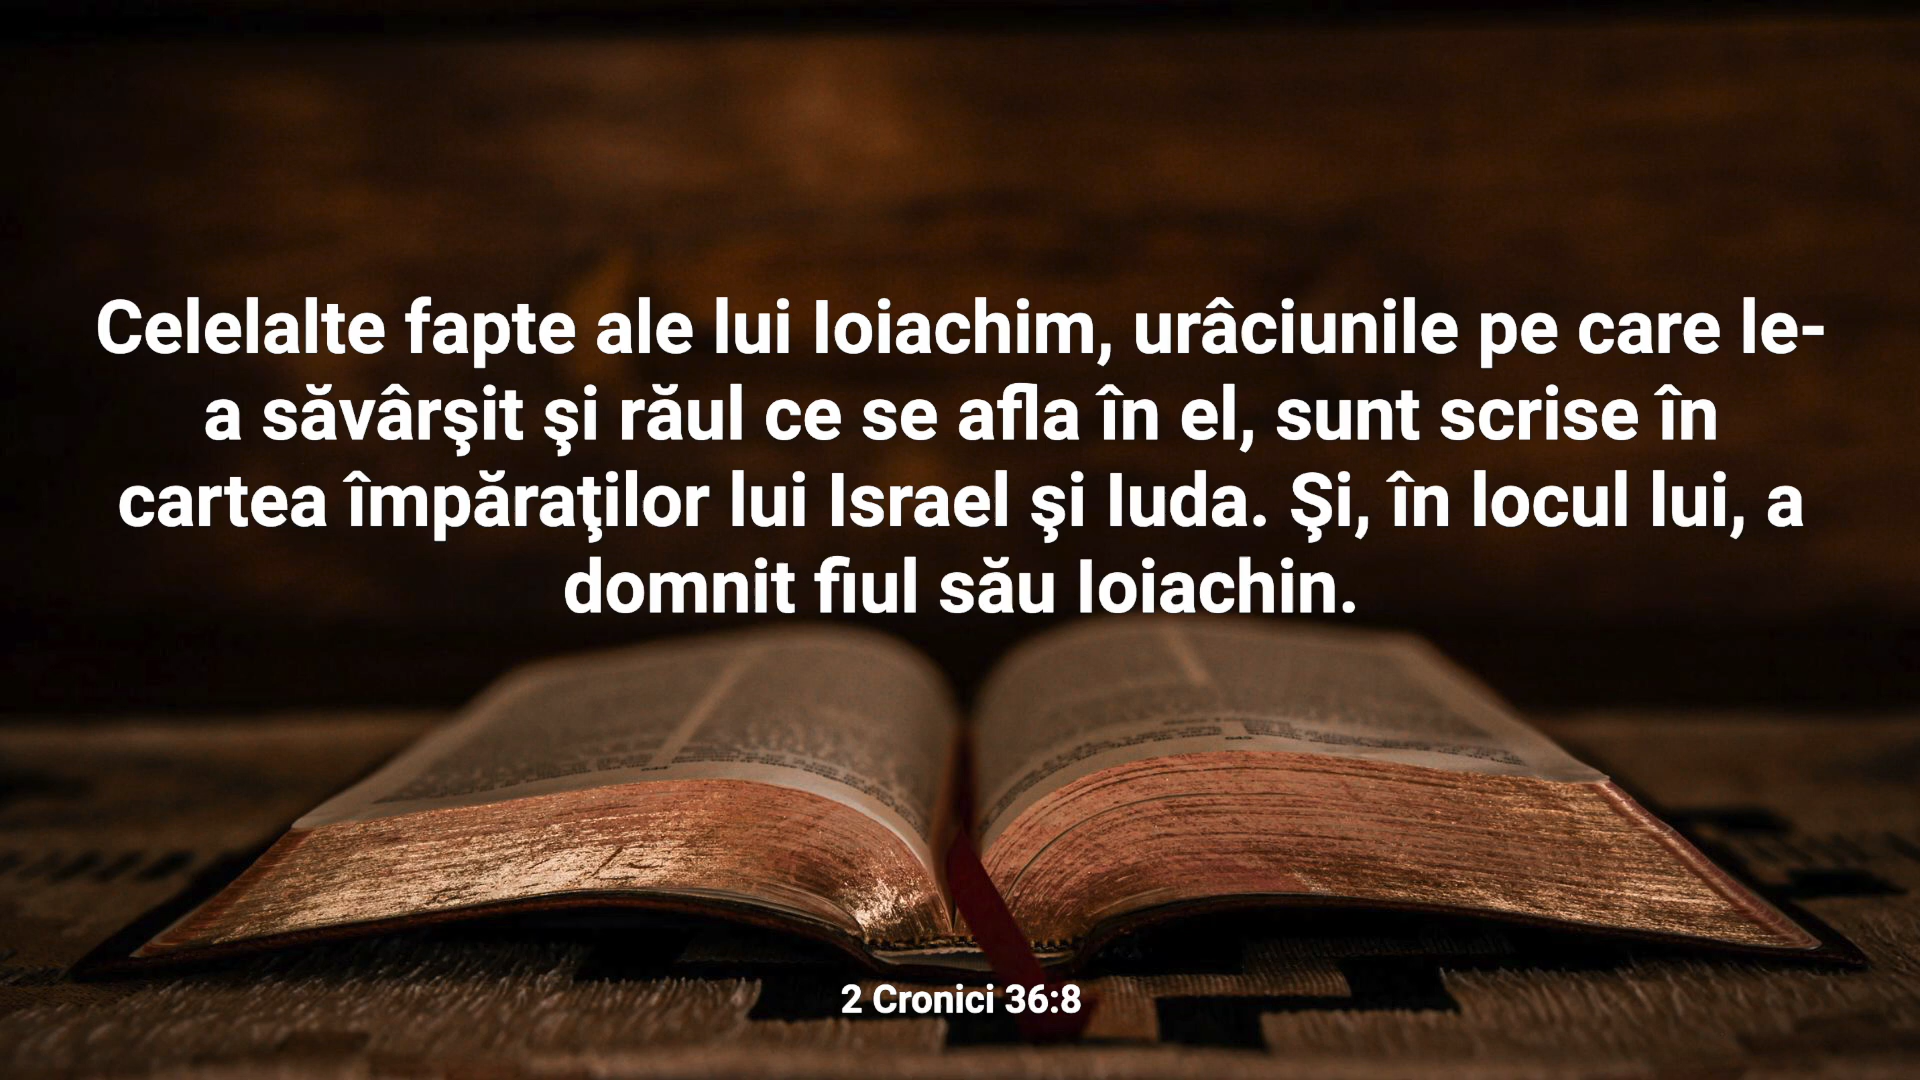 Celelalte fapte ale lui Ioiachim, urâciunile pe care le-
a săvârşit şi răul ce se afla în el, sunt scrise în
cartea împăraţilor lui Israel şi Iuda. Şi, în locul lui, a
domnit fiul său Ioiachin.
2 Cronici 36:8